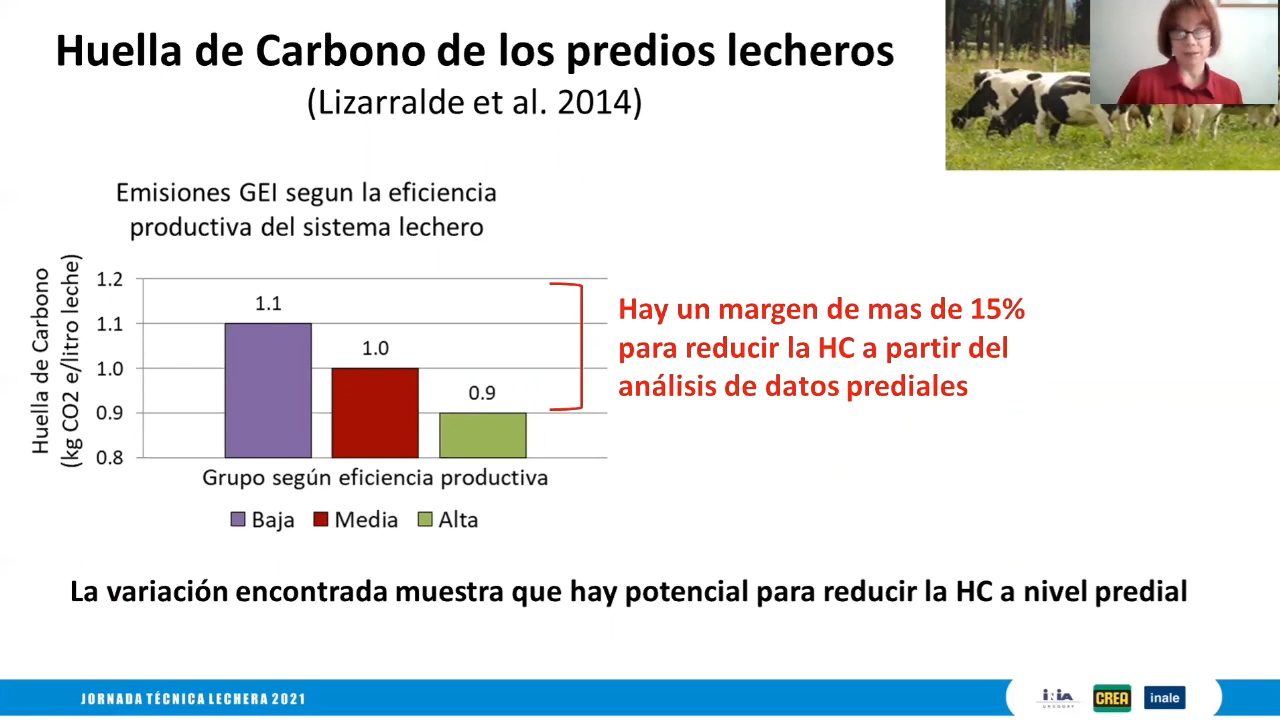 Huella de Carbono de los predios lecheros
(Lizarralde et al. 2014)
Emisiones GEI segun la eficiencia
productiva del sistema lechero
Huella de Carbono
(kg CO2 e/litro leche)
1.2
1.1
1.0
0.9
0.8
1.1
1.0
0.9
Grupo según eficiencia productiva
Baja Media Alta
Hay un margen de mas de 15%
para reducir la HC a partir del
análisis de datos prediales
La variación encontrada muestra que hay potencial para reducir la HC a nivel predial
JORNADA TÉCNICA LECHERA 2021
inia
URUGUAY
CREA
inale